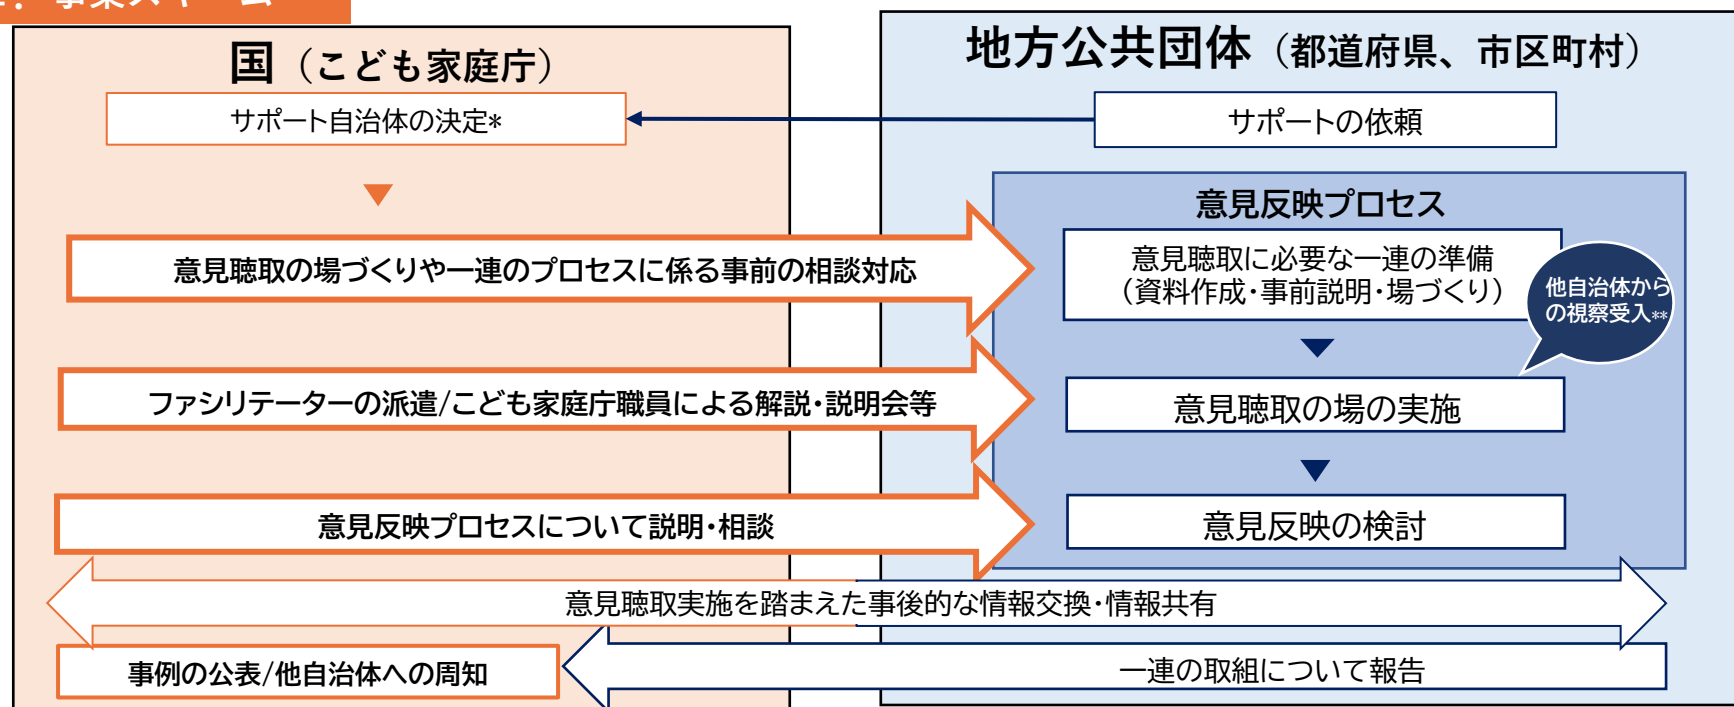 事業スキーム
国（こども家庭庁）
サポート自治体の決定*
意見聴取の場づくりや一連のプロセスに係る事前の相談対応
ファシリテーターの派遣/こども家庭庁職員による解説・説明会等
意見反映プロセスについて説明・相談
地方公共団体（都道府県、市区町村）
サポートの依頼
意見反映プロセス
意見聴取に必要な一連の準備
（資料作成・事前説明・場づくり）
他自治体から
の視察受入**
意見聴取の場の実施
意見反映の検討
意見聴取実施を踏まえた事後的な情報交換・情報共有
事例の公表/他自治体への周知
一連の取組について報告